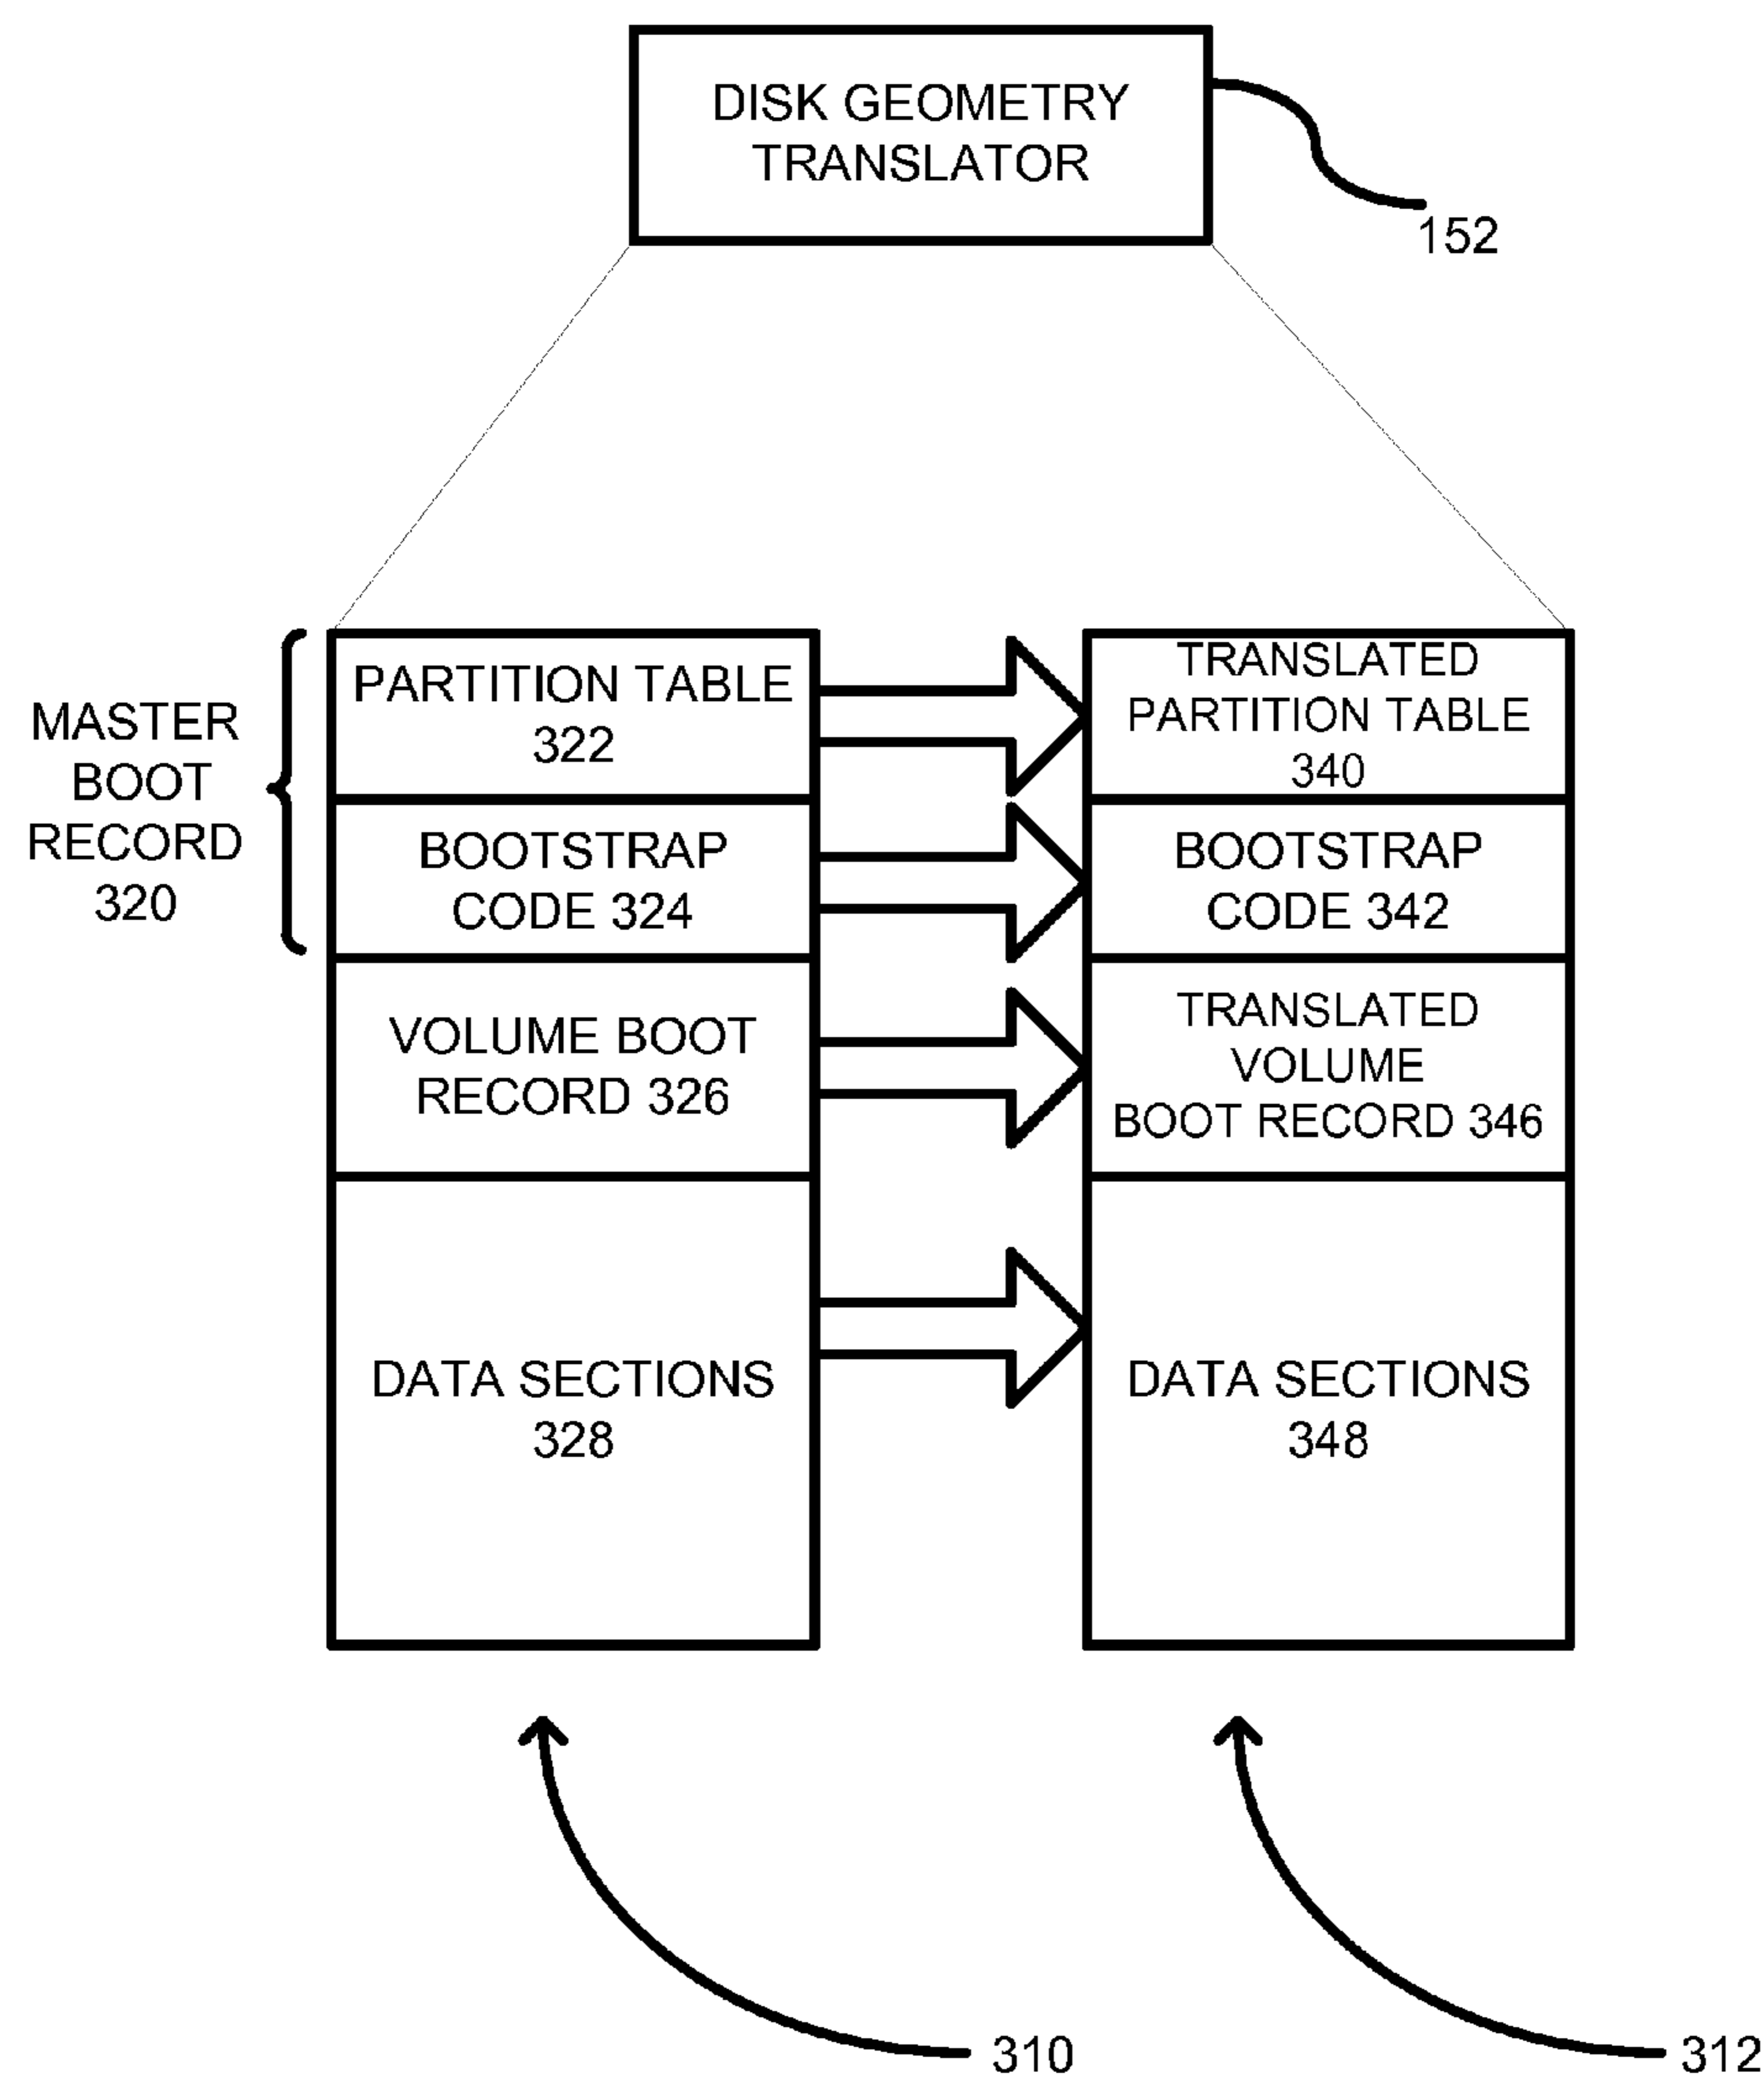 DISK GEOMETRY
TRANSLATOR
152
MASTER
BOOT
RECORD
320
PARTITION TABLE
322
BOOTSTRAP
CODE 324
VOLUME BOOT
RECORD 326
DATA SECTIONS
328
TRANSLATED
PARTITION TABLE
340
BOOTSTRAP
CODE 342
TRANSLATED
VOLUME
BOOT RECORD 346
DATA SECTIONS
348
310
312